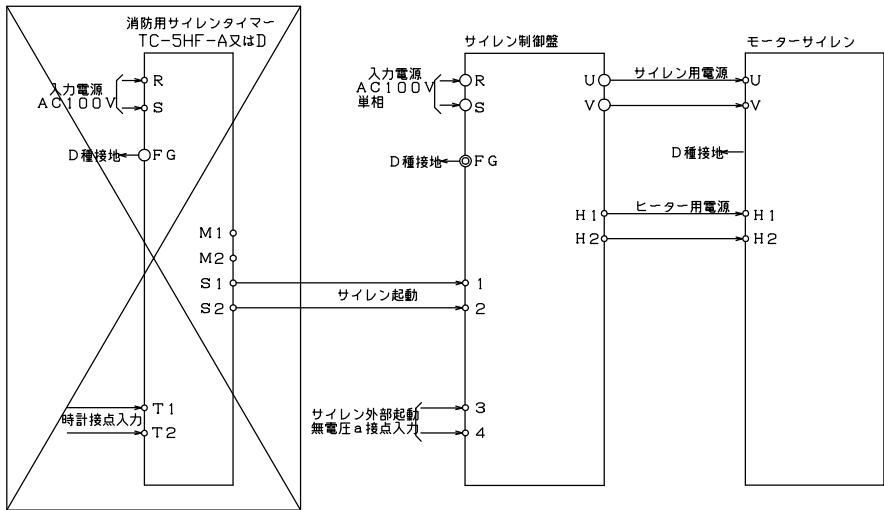 消防用サイレンタイマー
TC-5HF-A又はD
入力電源
AC100V
R
S
D種接地
FG
M1
M2
S1
S2
時計接点入力
T1
T2
サイレン起動
サイレン制御盤
入力電源
AC100V
単相
R
S
D種接地
FG
1
2
サイレン外部起動
無電圧a接点入力
3
4
U
V
H1
H2
サイレン用電源
ヒーター用電源
モーターサイレン
U
V
D種接地
H1
H2